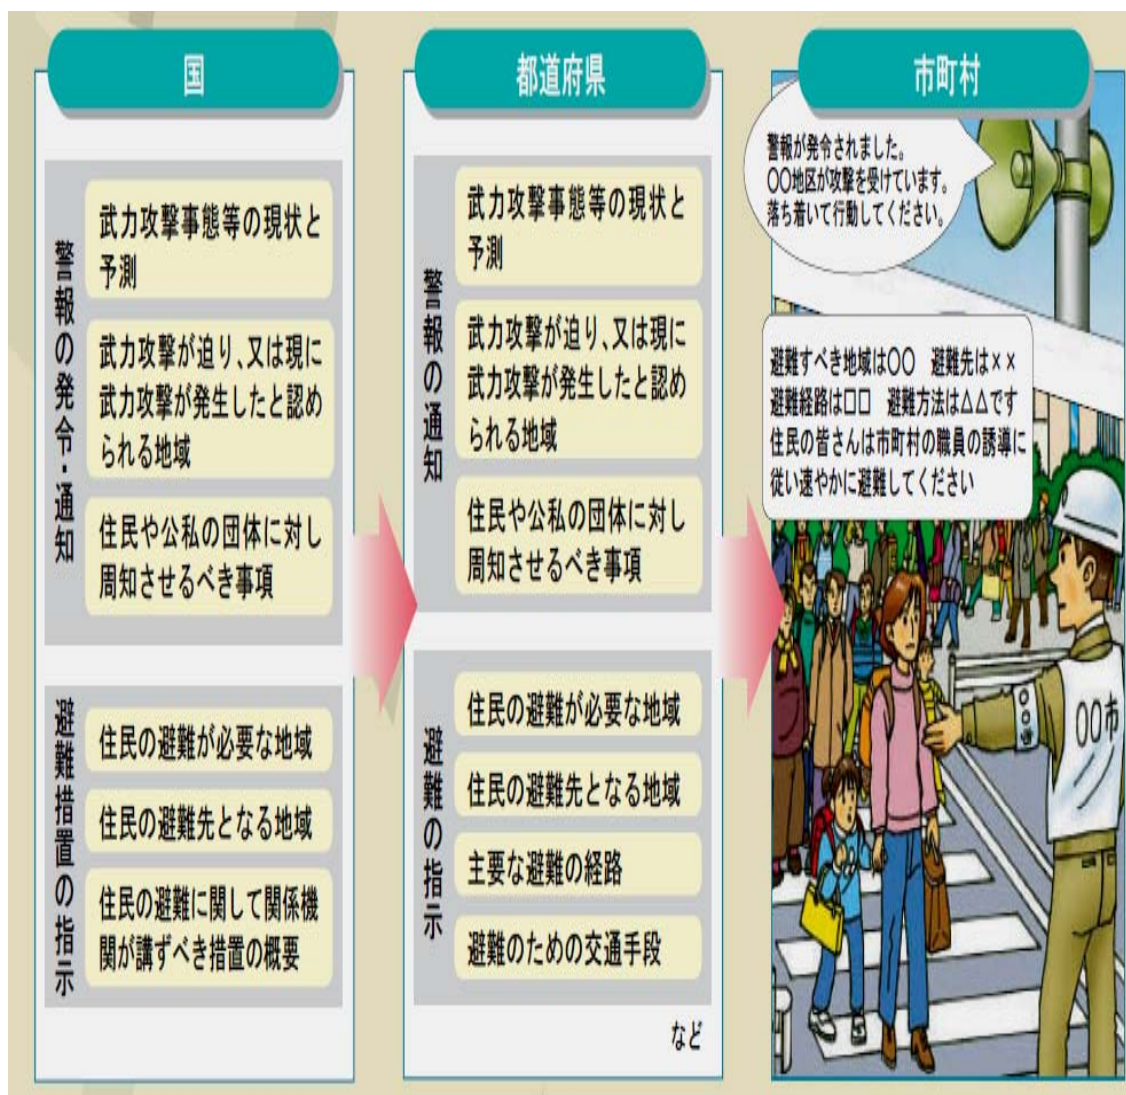 国
警報の発令・通知
武力攻撃事態等の現状と
予測
武力攻撃が迫り、又は現に
武力攻撃が発生したと認め
られる地域
住民や公私の団体に対し
周知させるべき事項
避難措置の指示
住民の避難が必要な地域
住民の避難先となる地域
住民の避難に関して関係機
関が講ずべき措置の概要
都道府県
警報の通知
武力攻撃事態等の現状と
予測
武力攻撃が迫り、又は現に
武力攻撃が発生したと認め
られる地域
住民や公私の団体に対し
周知させるべき事項
避難の指示
住民の避難が必要な地域
住民の避難先となる地域
主要な避難の経路
避難のための交通手段
など
市町村
警報が発令されました。
〇〇地区が攻撃を受けています。
落ち着いて行動してください。
避難すべき地域は〇〇 避難先は××
避難経路は□□ 避難方法は△△です
住民の皆さんは市町村の職員の誘導に
従い速やかに避難してください
〇〇市